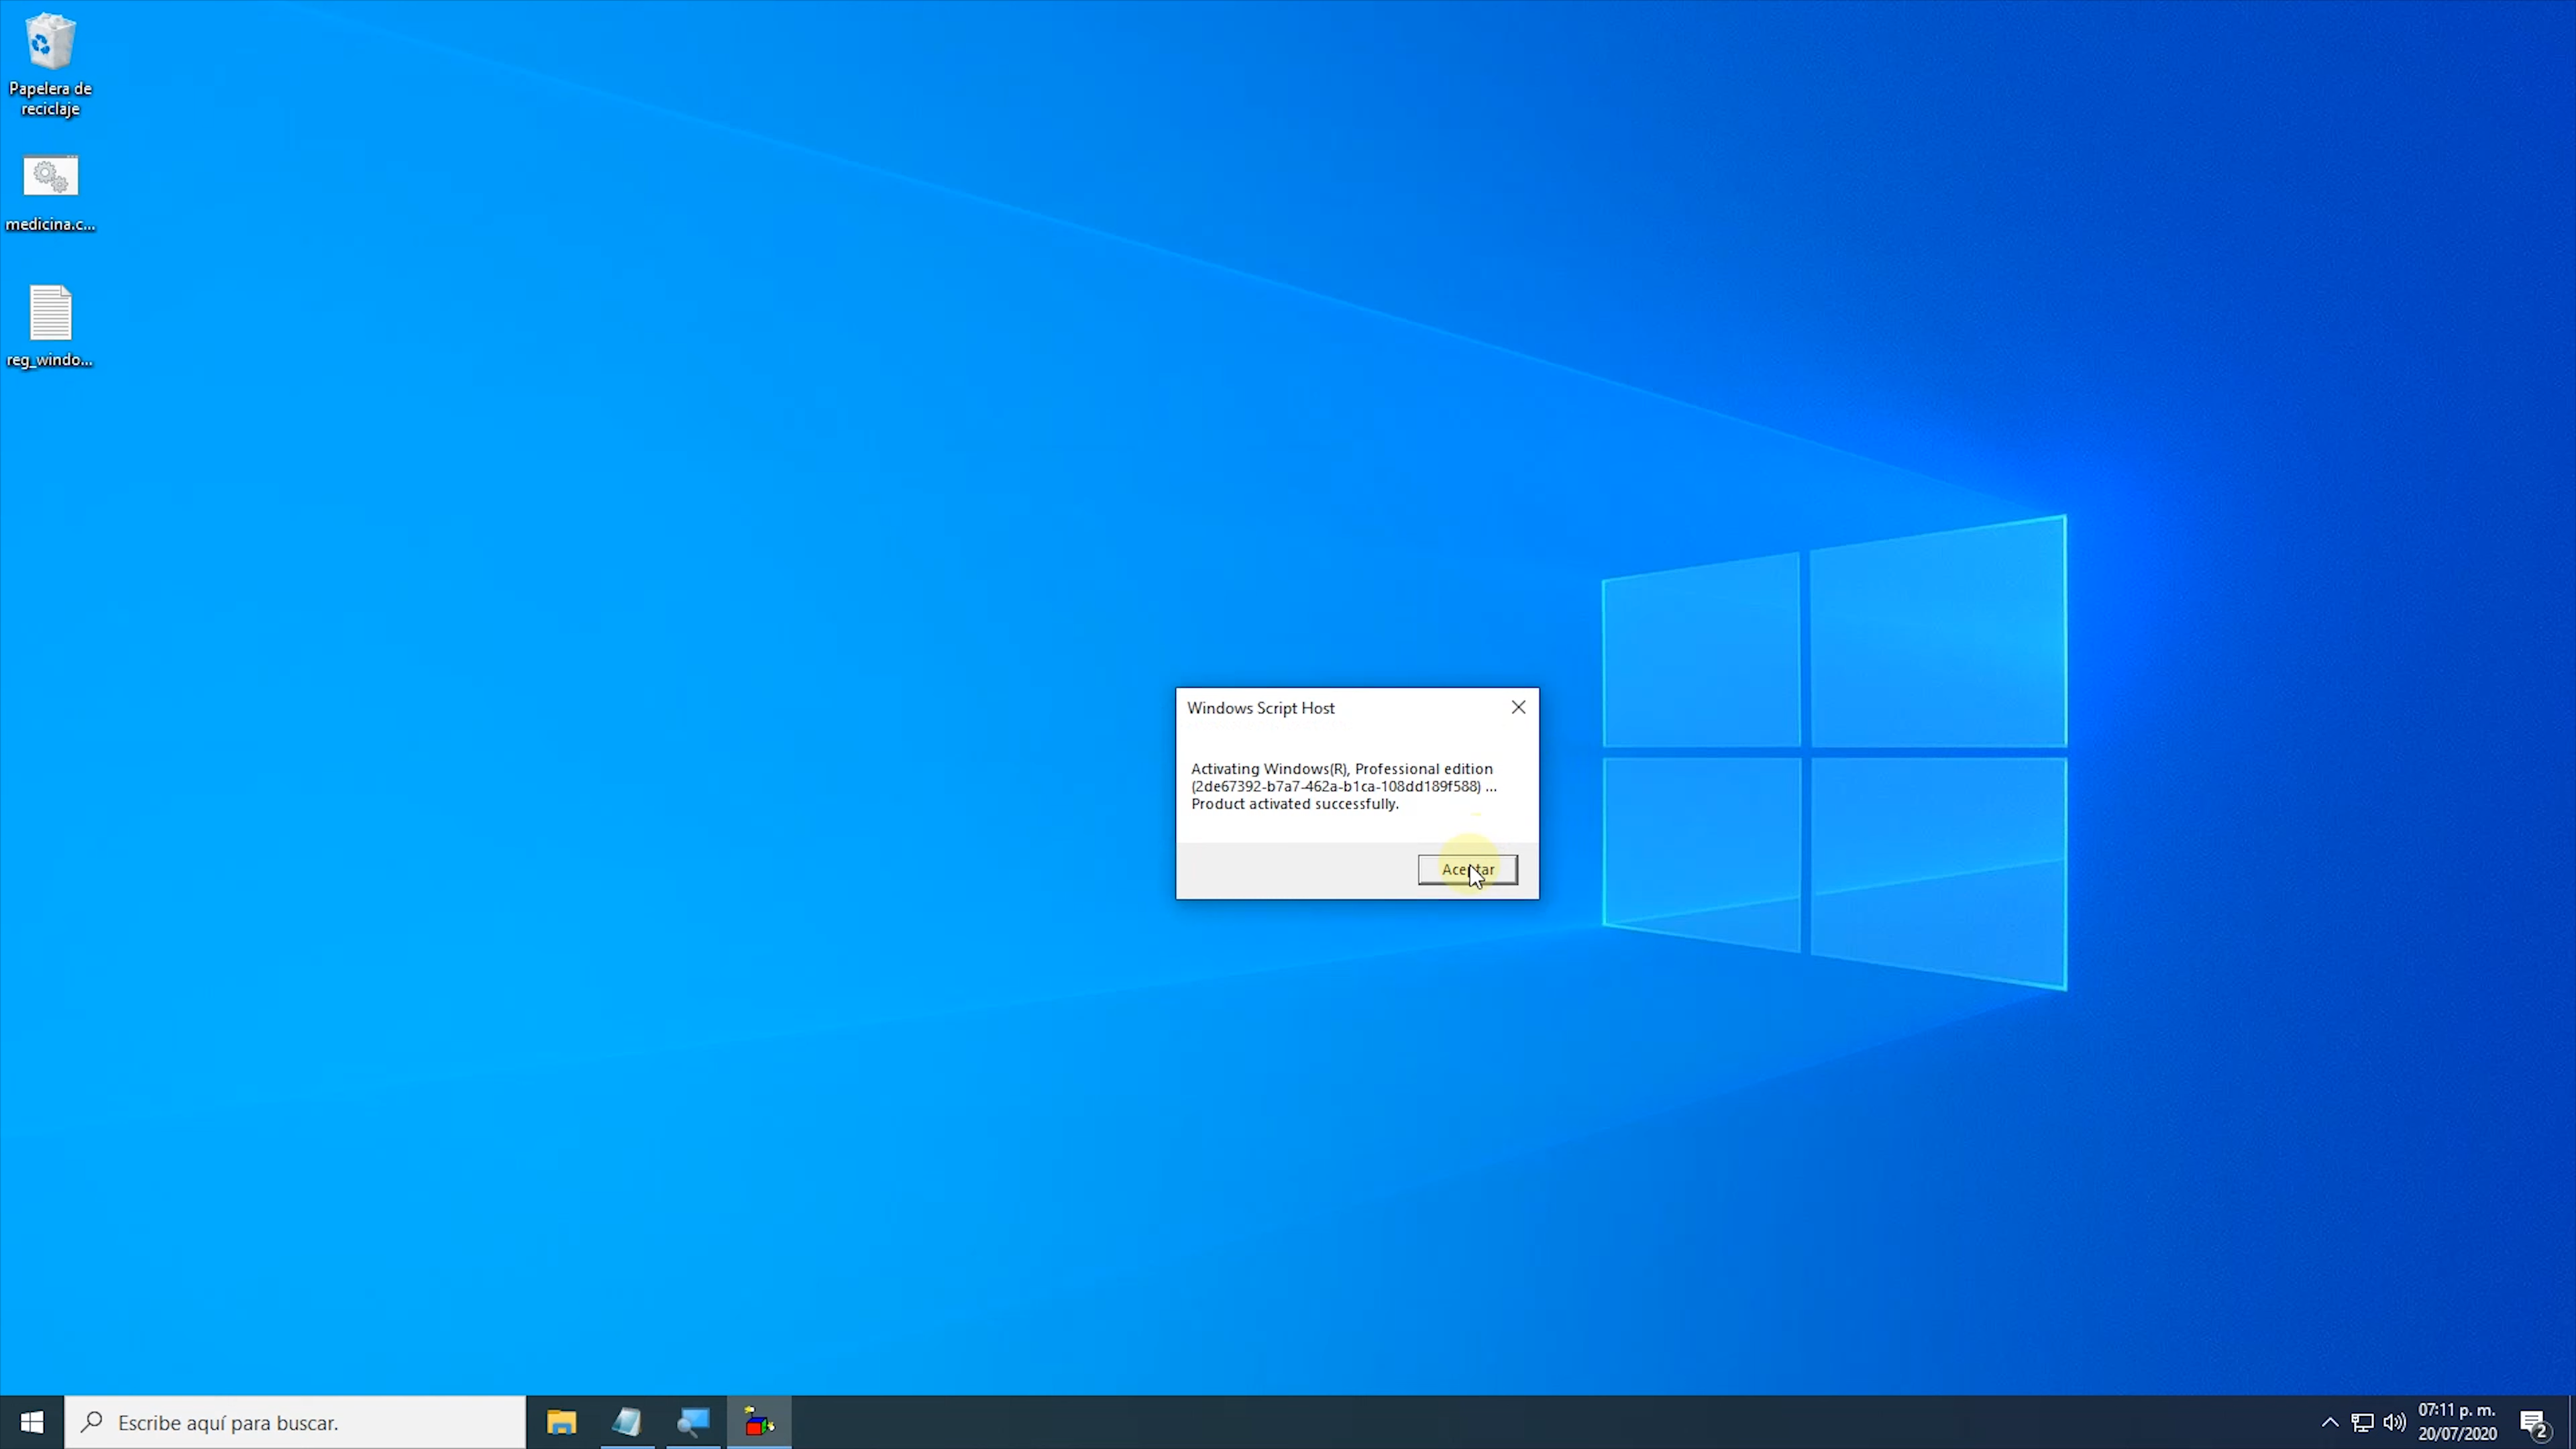 Papelera de
reciclaje
medicina.c...
reg_windo...
Windows Script Host
Activating Windows(R), Professional edition
(2de67392-b7a7-462a-b1ca-108dd189f588) ...
Product activated successfully.
Aceptar
Escribe aquí para buscar.
07:11 p. m.
20/07/2020
2